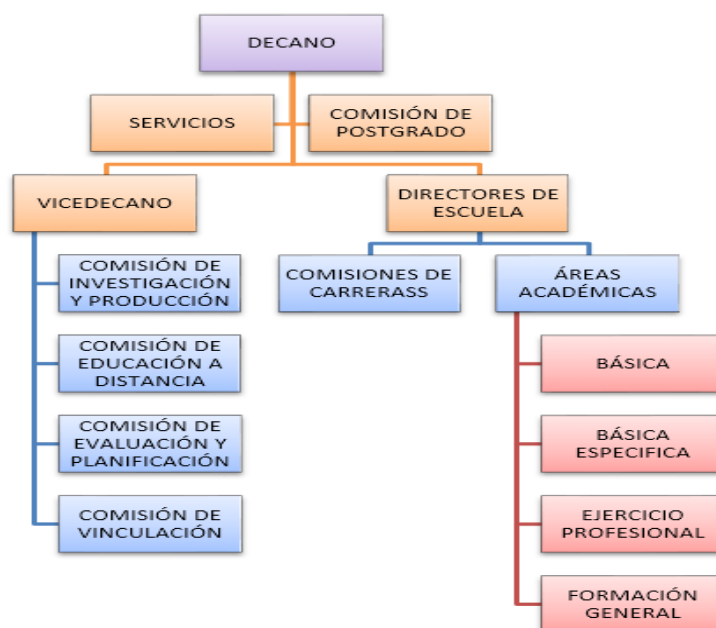 DECANO
SERVICIOS
COMISIÓN DE
POSTGRADO
VICEDECANO
DIRECTORES DE
ESCUELA
COMISIÓN DE
INVESTIGACIÓN
Y PRODUCCIÓN
COMISIÓN DE
EDUCACIÓN A
DISTANCIA
COMISIÓN DE
EVALUACIÓN Y
PLANIFICACIÓN
COMISIÓN DE
VINCULACIÓN
COMISIONES DE
CARRERASS
ÁREAS
ACADÉMICAS
BÁSICA
BÁSICA
ESPECIFICA
EJERCICIO
PROFESIONAL
FORMACIÓN
GENERAL